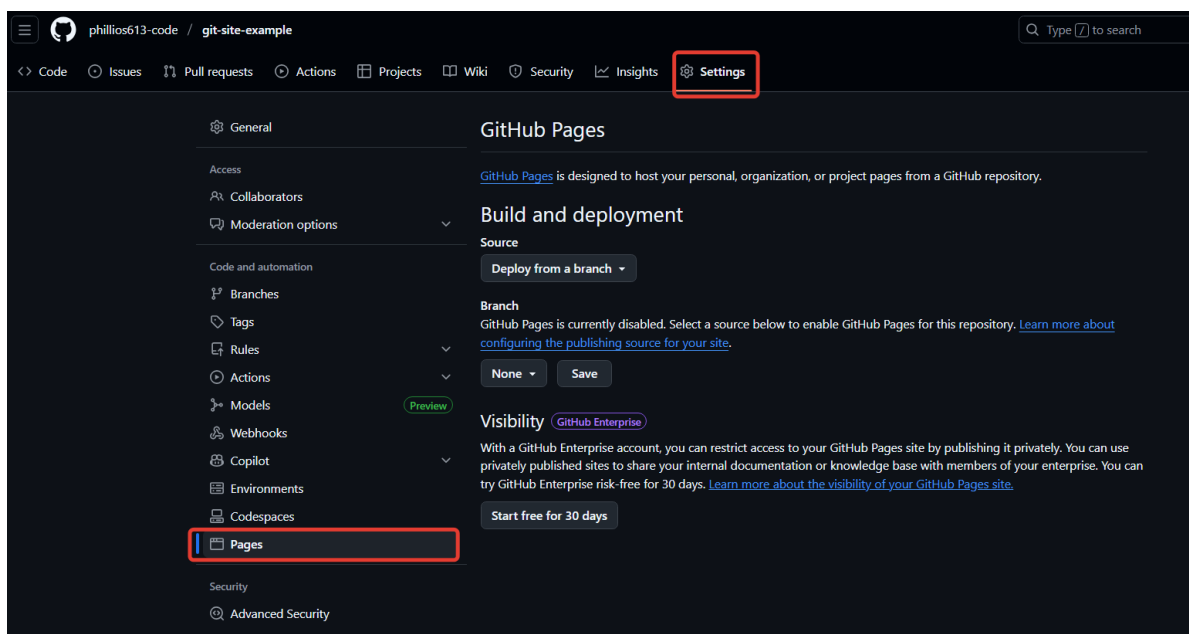 phillios613-code / git-site-example
Type / to search
Code Issues Pull requests Actions Projects Wiki Security Insights Settings
General
Access
Collaborators
Moderation options
Code and automation
Branches
Tags
Rules
Actions
Models Preview
Webhooks
Copilot
Environments
Codespaces
Pages
Security
Advanced Security
GitHub Pages
GitHub Pages is designed to host your personal, organization, or project pages from a GitHub repository.
Build and deployment
Source
Deploy from a branch
Branch
GitHub Pages is currently disabled. Select a source below to enable GitHub Pages for this repository. Learn more about
configuring the publishing source for your site.
None Save
Visibility GitHub Enterprise
With a GitHub Enterprise account, you can restrict access to your GitHub Pages site by publishing it privately. You can use
privately published sites to share your internal documentation or knowledge base with members of your enterprise. You can
try GitHub Enterprise risk-free for 30 days. Learn more about the visibility of your GitHub Pages site.
Start free for 30 days